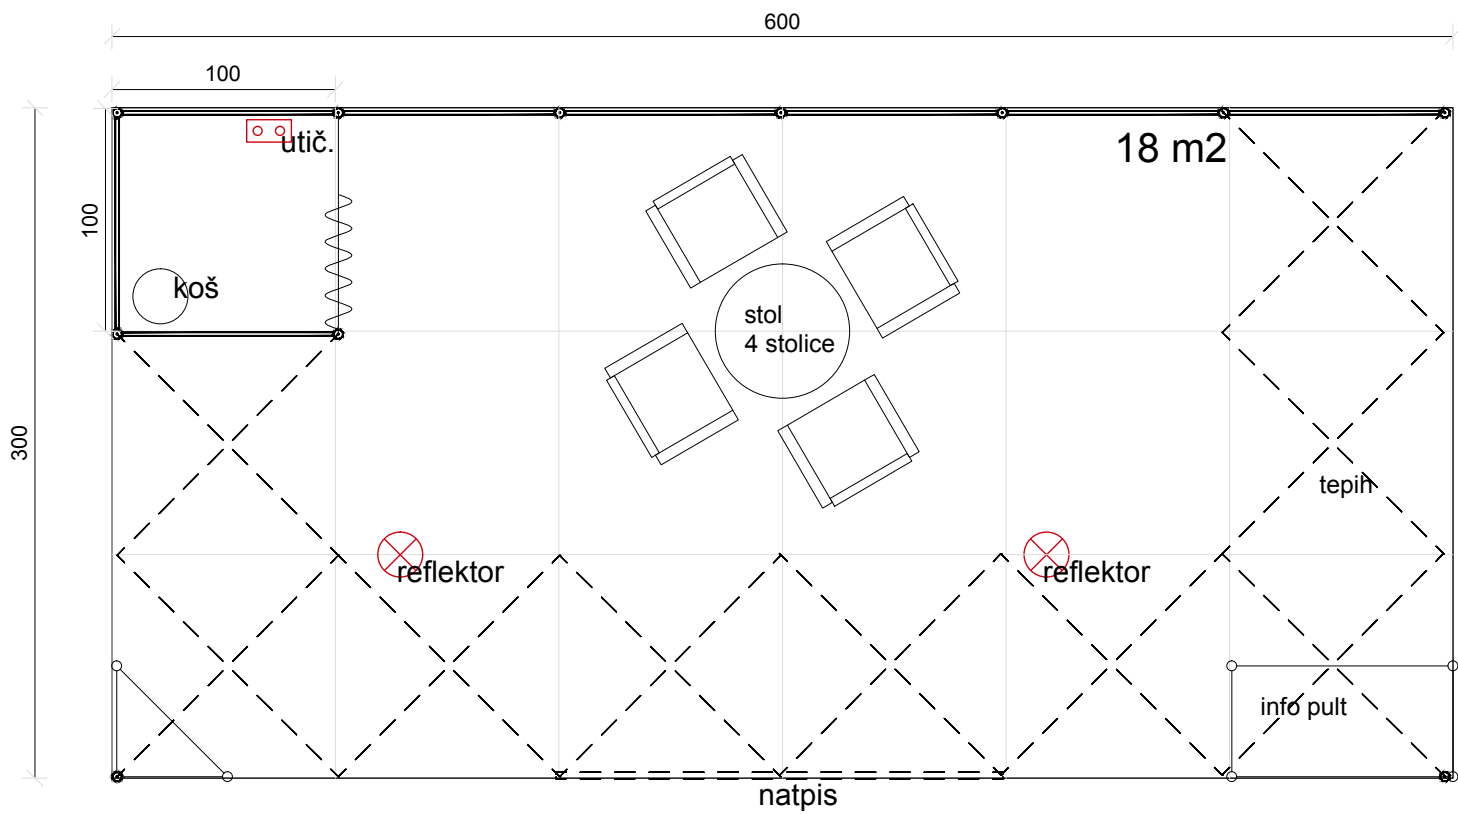 600
100
utič.
18 m2
100
koš
stol
4 stolice
300
tepih
reflektor
reflektor
info pult
natpis